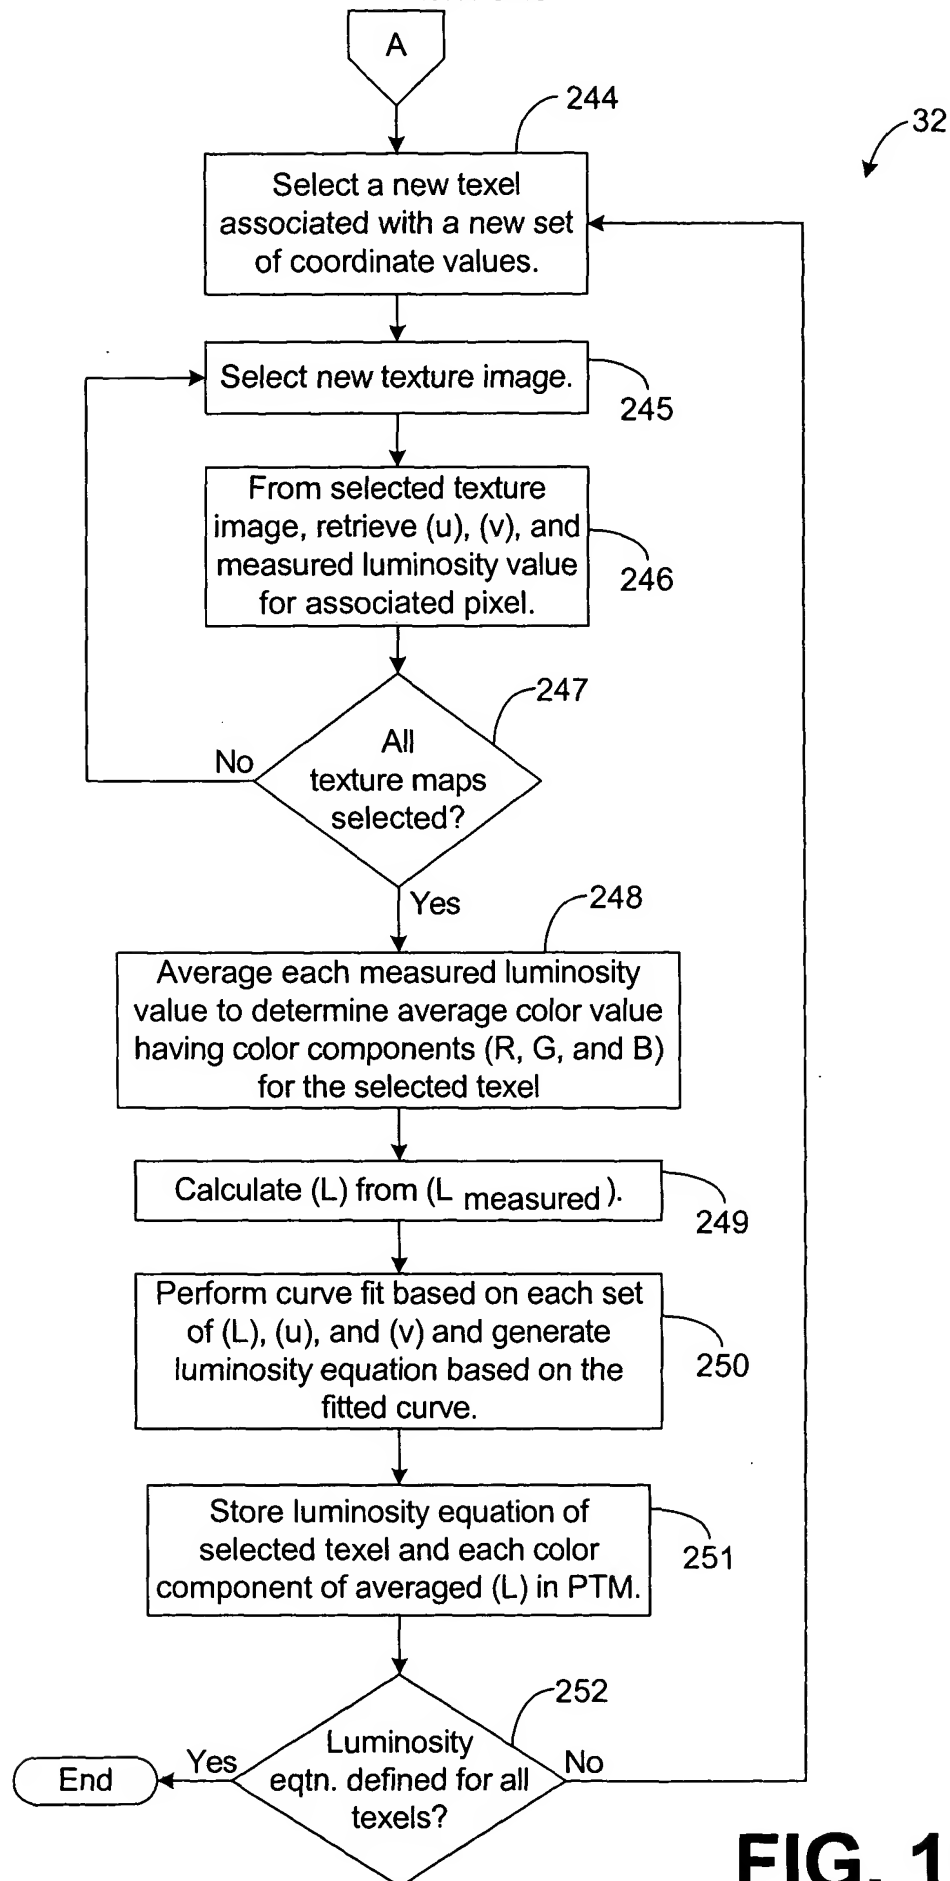 A
244
32
Select a new texel
associated with a new set
of coordinate values.
Select new texture image.
245
From selected texture
image, retrieve (u), (v), and
measured luminosity value
for associated pixel.
246
247
All
texture maps
selected?
No
Yes
248
Average each measured luminosity
value to determine average color value
having color components (R, G, and B)
for the selected texel
Calculate (L) from (L measured).
249
Perform curve fit based on each set
of (L), (u), and (v) and generate
luminosity equation based on the
fitted curve.
250
Store luminosity equation of
selected texel and each color
component of averaged (L) in PTM.
251
252
Luminosity
eqtn. defined for all
texels?
Yes
No
End
FIG. 1